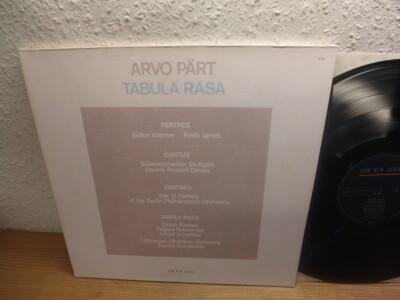 ARVO PÄRT
TABULA RASA
FRATRES
Gidon Kremer Keith Jarrett
CANTUS
Staatsorchester Stuttgart
Dennis Russell Davies
FRATRES
The 12 Cellists
of the Berlin Philharmonic Orchestra
TABULA RASA
Gidon Kremer
Tatjana Grindenko
Alfred Schnittke
Lithuanian Chamber Orchestra
Saulus Sondeckis